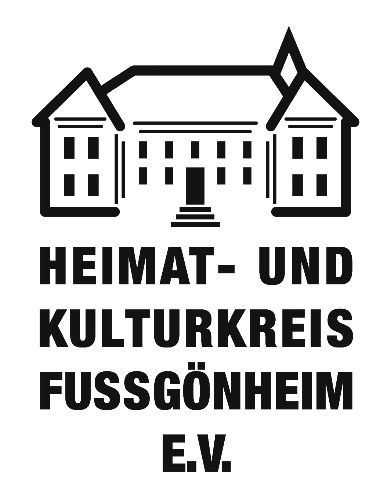 HEIMAT- UND
KULTURKREIS
FUSSGÖNHEIM
E.V.